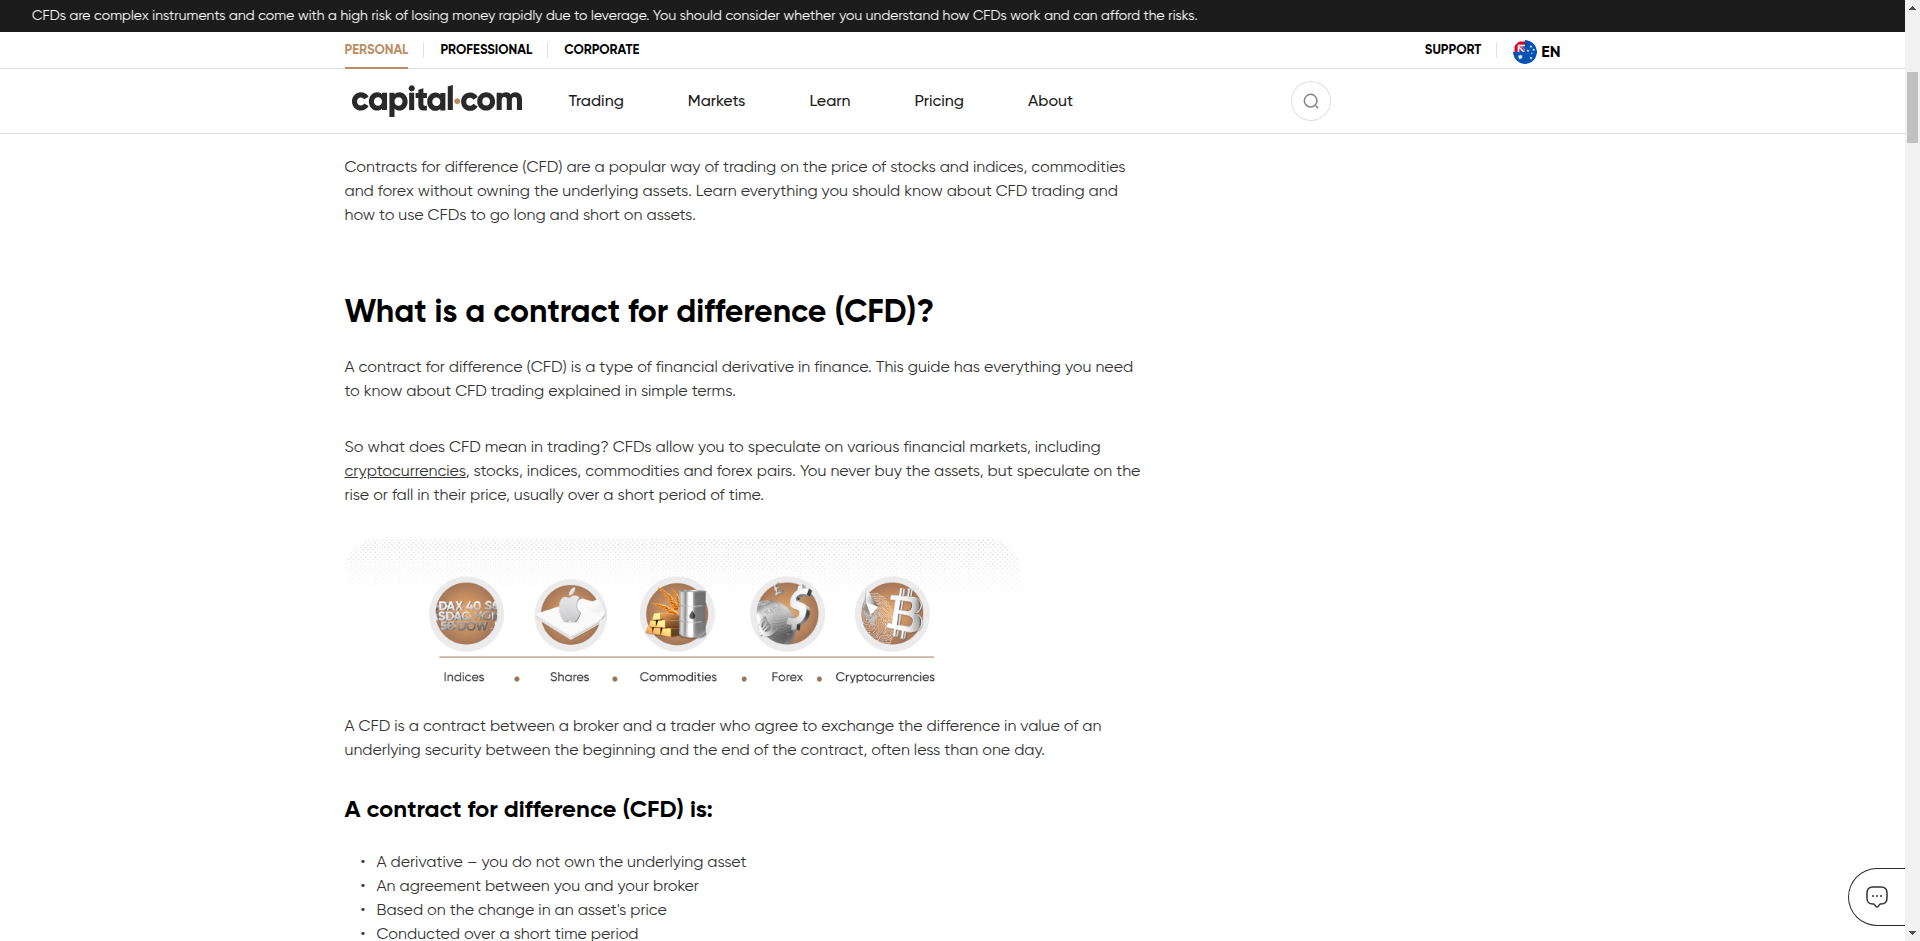 CFDs are complex instruments and come with a high risk of losing money rapidly due to leverage. You should consider whether you understand how CFDs work and can afford the risks.
PERSONAL
PROFESSIONAL
CORPORATE
SUPPORT
EN
capital.com
Trading
Markets
Learn
Pricing
About
Contracts for difference (CFD) are a popular way of trading on the price of stocks and indices, commodities
and forex without owning the underlying assets. Learn everything you should know about CFD trading and
how to use CFDs to go long and short on assets.
What is a contract for difference (CFD)?
A contract for difference (CFD) is a type of financial derivative in finance. This guide has everything you need
to know about CFD trading explained in simple terms.
So what does CFD mean in trading? CFDs allow you to speculate on various financial markets, including
cryptocurrencies, stocks, indices, commodities and forex pairs. You never buy the assets, but speculate on the
rise or fall in their price, usually over a short period of time.
DAX 40
Indices
Shares
Commodities
Forex
Cryptocurrencies
A CFD is a contract between a broker and a trader who agree to exchange the difference in value of an
underlying security between the beginning and the end of the contract, often less than one day.
A contract for difference (CFD) is:
• A derivative – you do not own the underlying asset
• An agreement between you and your broker
• Based on the change in an asset's price
• Conducted over a short time period